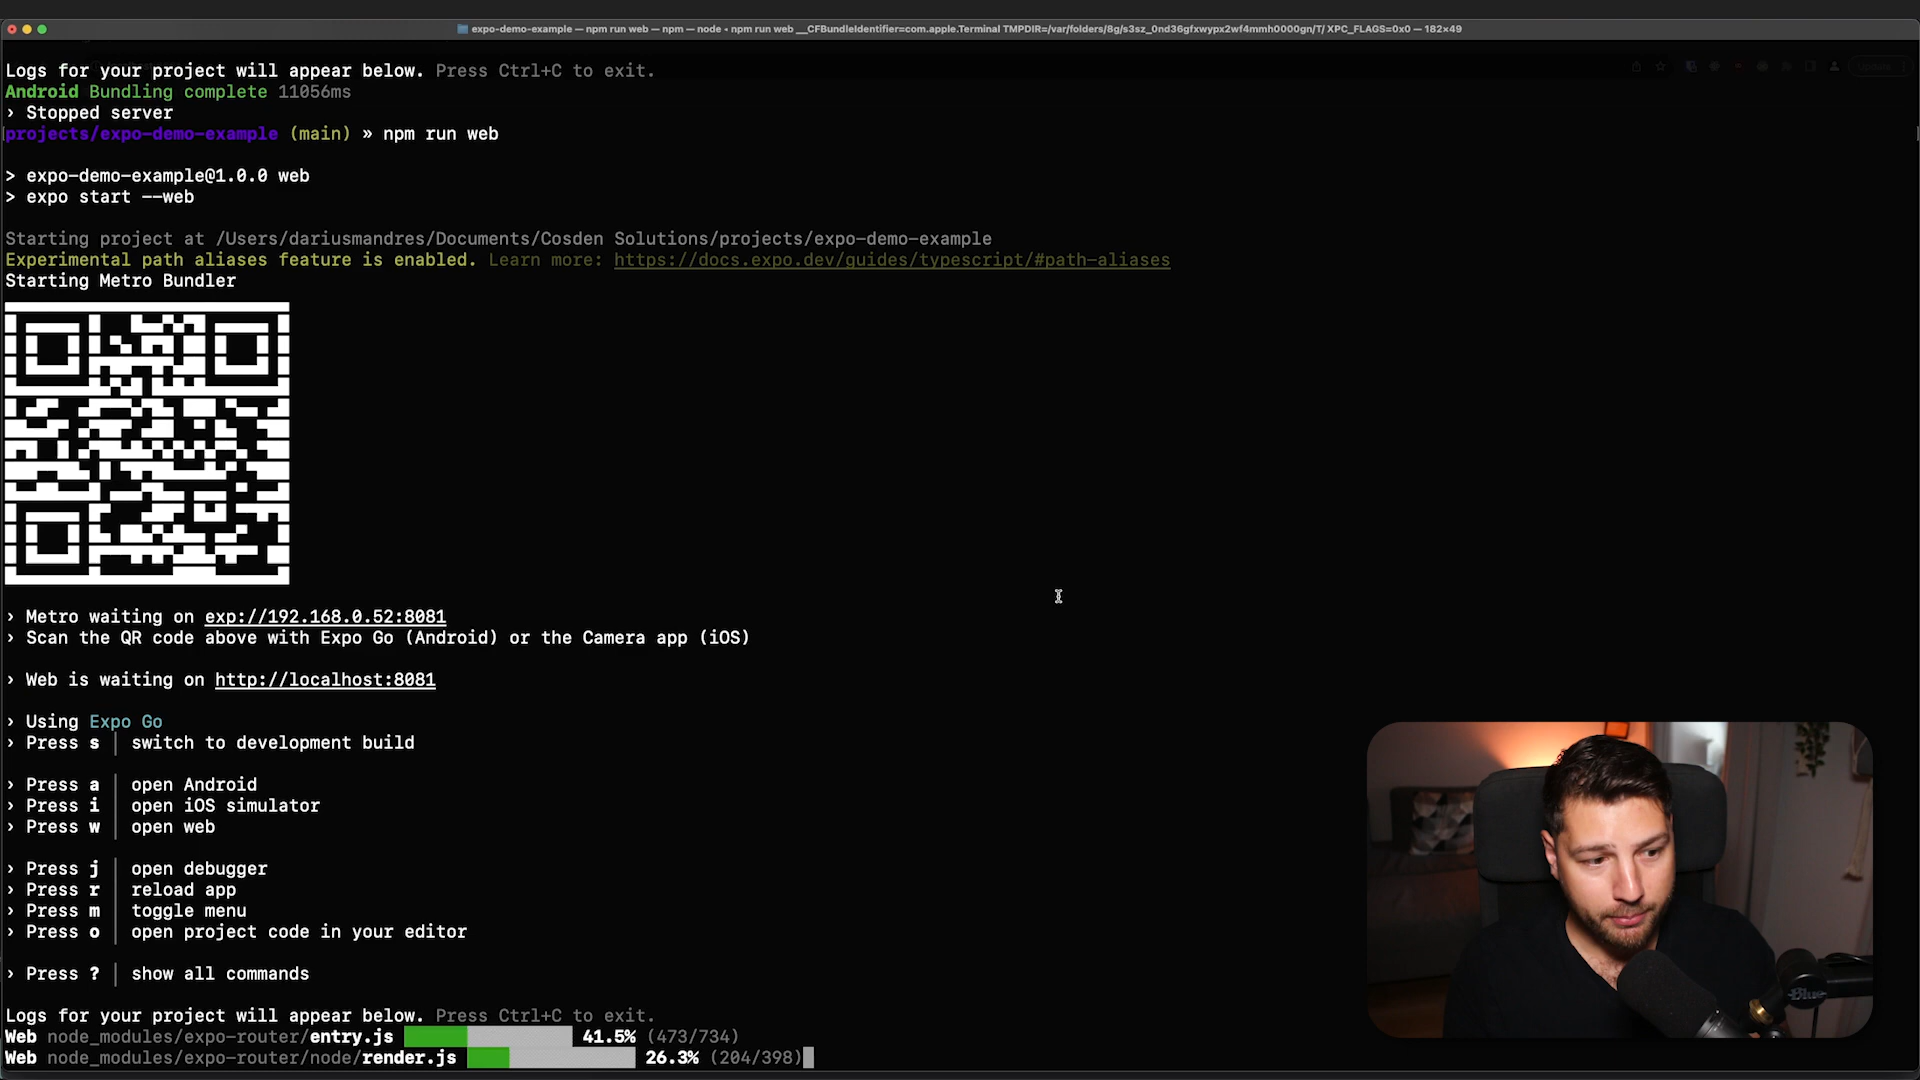 expo-demo-example — npm run web — npm — node ◂ npm run web __CFBundleIdentifier=com.apple.Terminal TMPDIR=/var/folders/8g/s3sz_0nd36gfxwypx2wf4mmh0000gn/T/ XPC_FLAGS=0x0 — 182×49
Logs for your project will appear below. Press Ctrl+C to exit.
Android Bundling complete 11056ms
› Stopped server
projects/expo-demo-example (main) » npm run web
> expo-demo-example@1.0.0 web
> expo start --web
Starting project at /Users/dariusmandres/Documents/Cosden Solutions/projects/expo-demo-example
Experimental path aliases feature is enabled. Learn more: https://docs.expo.dev/guides/typescript/#path-aliases
Starting Metro Bundler
› Metro waiting on exp://192.168.0.52:8081
› Scan the QR code above with Expo Go (Android) or the Camera app (iOS)
› Web is waiting on http://localhost:8081
› Using Expo Go
› Press s │ switch to development build
› Press a │ open Android
› Press i │ open iOS simulator
› Press w │ open web
› Press j │ open debugger
› Press r │ reload app
› Press m │ toggle menu
› Press o │ open project code in your editor
› Press ? │ show all commands
Logs for your project will appear below. Press Ctrl+C to exit.
Web node_modules/expo-router/entry.js 41.5% (473/734)
Web node_modules/expo-router/node/render.js 26.3% (204/398)
Blue